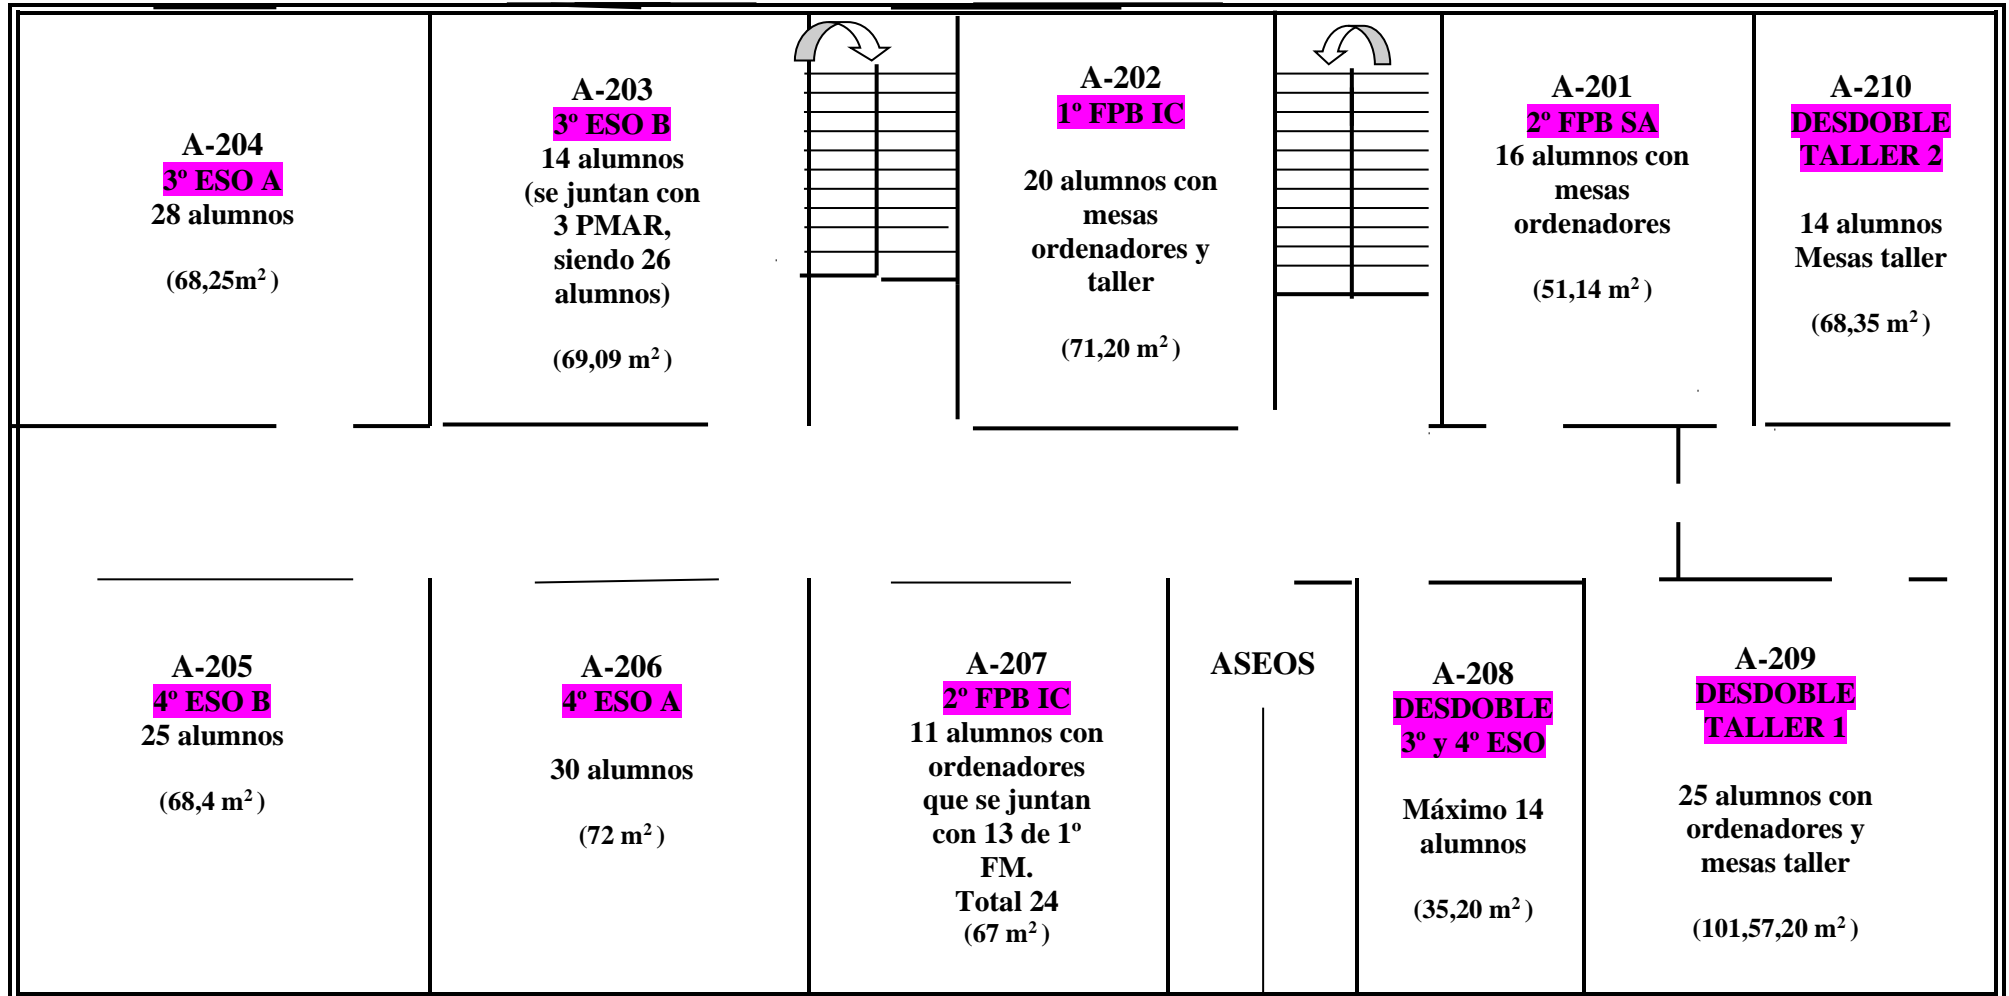 A-204
3º ESO A
28 alumnos
(68,25m² )
A-203
3º ESO B
14 alumnos
(se juntan con
3 PMAR,
siendo 26
alumnos)
(69,09 m² )
A-202
1º FPB IC
20 alumnos con
mesas
ordenadores y
taller
(71,20 m² )
A-201
2º FPB SA
16 alumnos con
mesas
ordenadores
(51,14 m² )
A-210
DESDOBLE
TALLER 2
14 alumnos
Mesas taller
(68,35 m² )
A-205
4º ESO B
25 alumnos
(68,4 m² )
A-206
4º ESO A
30 alumnos
(72 m² )
A-207
2º FPB IC
11 alumnos con
ordenadores
que se juntan
con 13 de 1º
FM.
Total 24
(67 m² )
ASEOS
A-208
DESDOBLE
3º y 4º ESO
Máximo 14
alumnos
(35,20 m² )
A-209
DESDOBLE
TALLER 1
25 alumnos con
ordenadores y
mesas taller
(101,57,20 m² )